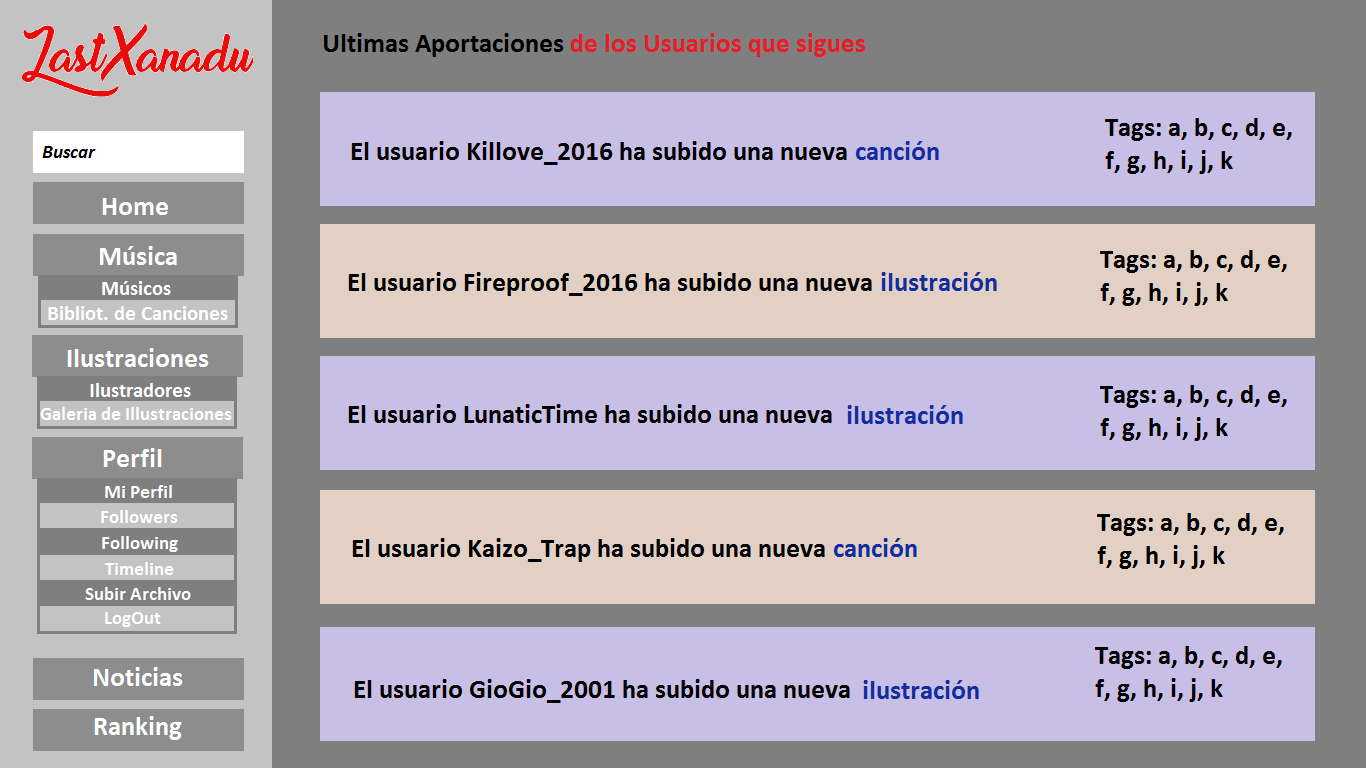 LastXanadu
Buscar
Home
Música
Músicos
Bibliot. de Canciones
Ilustraciones
Ilustradores
Galeria de Illustraciones
Perfil
Mi Perfil
Followers
Following
Timeline
Subir Archivo
LogOut
Noticias
Ranking
Ultimas Aportaciones de los Usuarios que sigues
El usuario Killove_2016 ha subido una nueva canción
Tags: a, b, c, d, e,
f, g, h, i, j, k
El usuario Fireproof_2016 ha subido una nueva ilustración
Tags: a, b, c, d, e,
f, g, h, i, j, k
El usuario LunaticTime ha subido una nueva ilustración
Tags: a, b, c, d, e,
f, g, h, i, j, k
El usuario Kaizo_Trap ha subido una nueva canción
Tags: a, b, c, d, e,
f, g, h, i, j, k
El usuario GioGio_2001 ha subido una nueva ilustración
Tags: a, b, c, d, e,
f, g, h, i, j, k